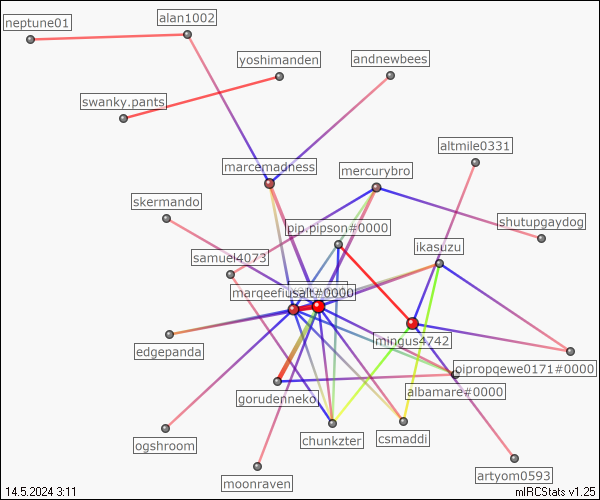 neptune01
alan1002
yoshimanden
andnewbees
swanky.pants
altmile0331
marcemadness
mercurybro
skermando
shutupgaydog
pip.pipson#0000
ikasuzu
samuel4073
marqeefiusalt#0000
mingus4742
edgepanda
oipropqewe0171#0000
gorudenneko
albamare#0000
chunkzter
csmaddi
ogshroom
moonraven
artyom0593
14.5.2024 3:11
mIRCStats v1.25